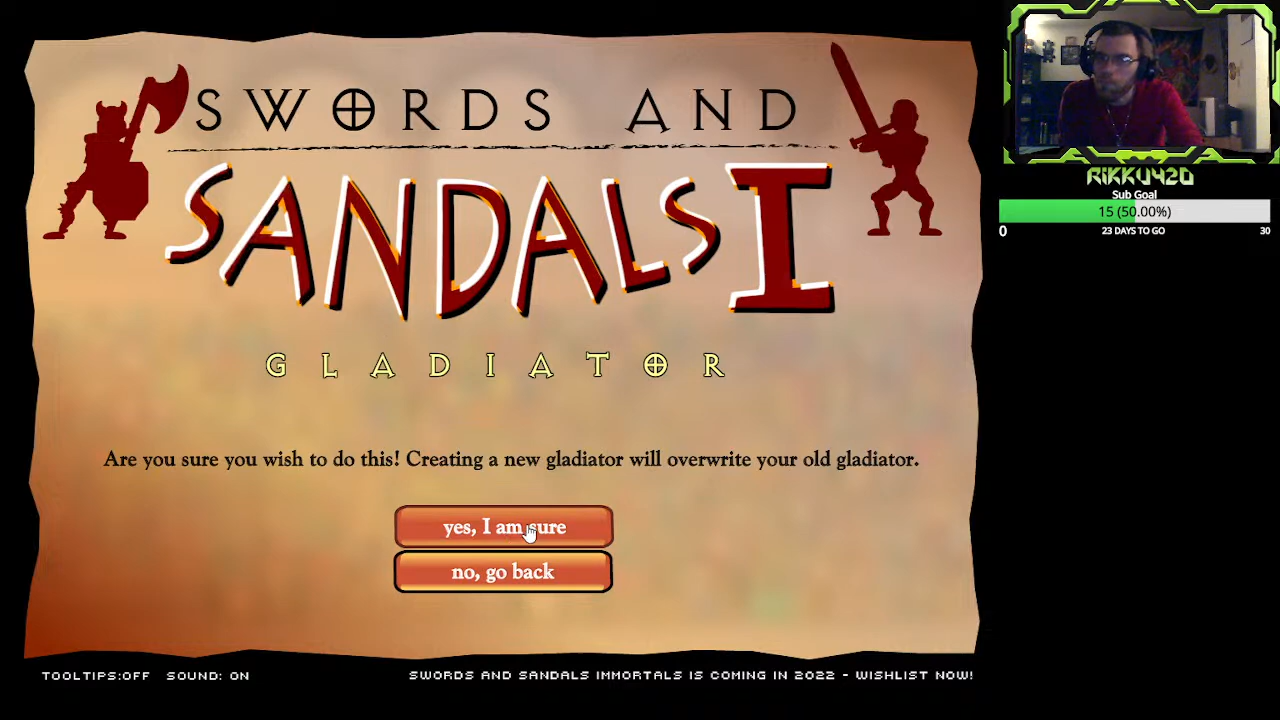 SWORDS AND
SANDALS I
GLADIATOR
Are you sure you wish to do this! Creating a new gladiator will overwrite your old gladiator.
yes, I am sure
no, go back
TOOLTIPS:OFF SOUND: ON
SWORDS AND SANDALS IMMORTALS IS COMING IN 2022 - WISHLIST NOW!
RIKKU420
Sub Goal
15 (50.00%)
0 23 DAYS TO GO 30